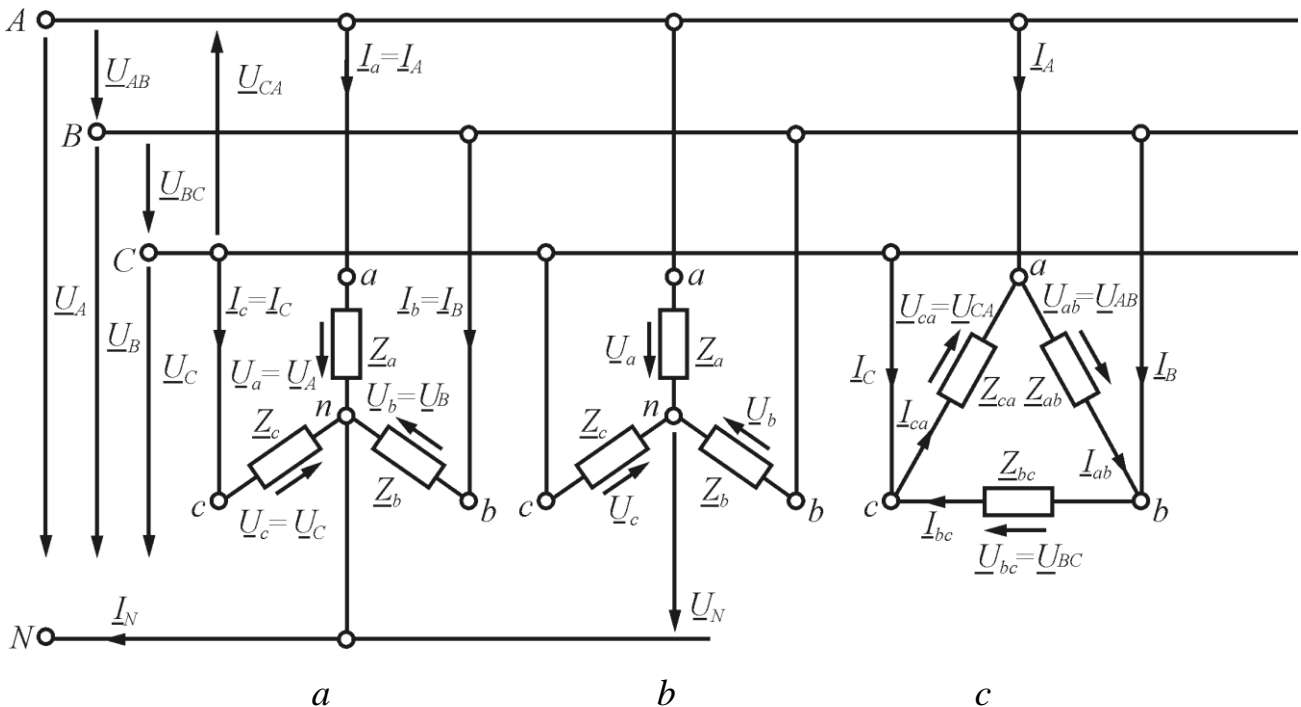 A
I_a=I_A
I_A
U_AB
U_CA
B
U_BC
C
a
a
a
I_c=I_C
I_b=I_B
U_ca=U_CA
U_ab=U_AB
U_A
U_B
U_C
Z_a
U_a
Z_a
I_C
Z_ca
Z_ab
I_B
U_a=U_A
n
U_b=U_B
n
U_b
I_ca
Z_c
Z_b
Z_c
Z_b
Z_bc
I_ab
c
b
c
b
c
b
U_c=U_C
U_c
I_bc
U_bc=U_BC
I_N
U_N
N
a
b
c